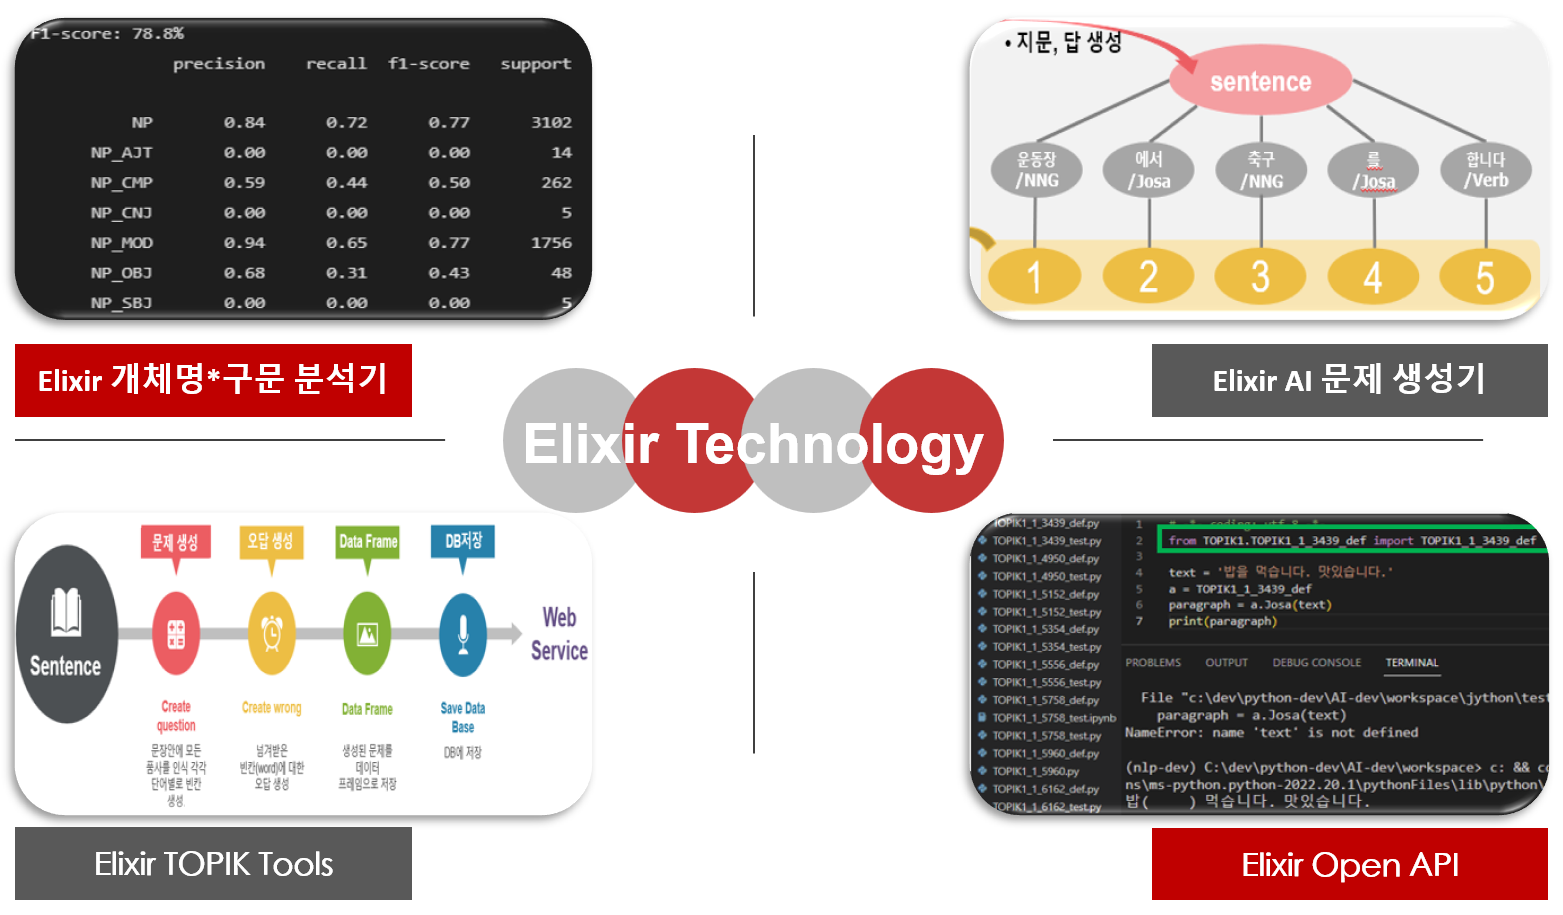 f1-score: 78.8%
precision recall f1-score support
NP 0.84 0.72 0.77 3102
NP_AJT 0.00 0.00 0.00 14
NP_CMP 0.59 0.44 0.50 262
NP_CNJ 0.00 0.00 0.00 5
NP_MOD 0.94 0.65 0.77 1756
NP_OBJ 0.68 0.31 0.43 48
NP_SBJ 0.00 0.00 0.00 5
Elixir 개체명*구문 분석기
• 지문, 답 생성
sentence
운동장 에서 축구 를 합니다
/NNG /Josa /NNG /Josa /Verb
1 2 3 4 5
Elixir AI 문제 생성기
Elixir Technology
문제 생성 오답 생성 Data Frame DB저장
Sentence
Web
Service
Create
question
문장안에 모든
품사를 인식 각각
단어별로 빈칸
생성.
Create wrong
넘겨받은
빈칸(word)에 대한
오답 생성
Data Frame
생성된 문제를
데이터
프레임으로 저장
Save Data
Base
DB에 저장
Elixir TOPIK Tools
TOPIK1_1_3439_def.py
TOPIK1_1_3439_test.py
TOPIK1_1_4950_def.py
TOPIK1_1_4950_test.py
TOPIK1_1_5152_def.py
TOPIK1_1_5152_test.py
TOPIK1_1_5354_def.py
TOPIK1_1_5354_test.py
TOPIK1_1_5556_def.py
TOPIK1_1_5556_test.py
TOPIK1_1_5758_def.py
TOPIK1_1_5758_test.ipynb
TOPIK1_1_5758_test.py
TOPIK1_1_5960_def.py
TOPIK1_1_5960.py
TOPIK1_1_6162_def.py
TOPIK1_1_6162_test.py
1
2 from TOPIK1.TOPIK1_1_3439_def import TOPIK1_1_3439_def
3
4 text = '밥을 먹습니다. 맛있습니다.'
5 a = TOPIK1_1_3439_def
6 paragraph = a.Josa(text)
7 print(paragraph)
PROBLEMS OUTPUT DEBUG CONSOLE TERMINAL
File "c:\dev\python-dev\AI-dev\workspace\jython\test
paragraph = a.Josa(text)
NameError: name 'text' is not defined
(nlp-dev) C:\dev\python-dev\AI-dev\workspace> c: && c
ns\ms-python.python-2022.20.1\pythonFiles\lib\python\
밥( ) 먹습니다. 맛있습니다.
Elixir Open API